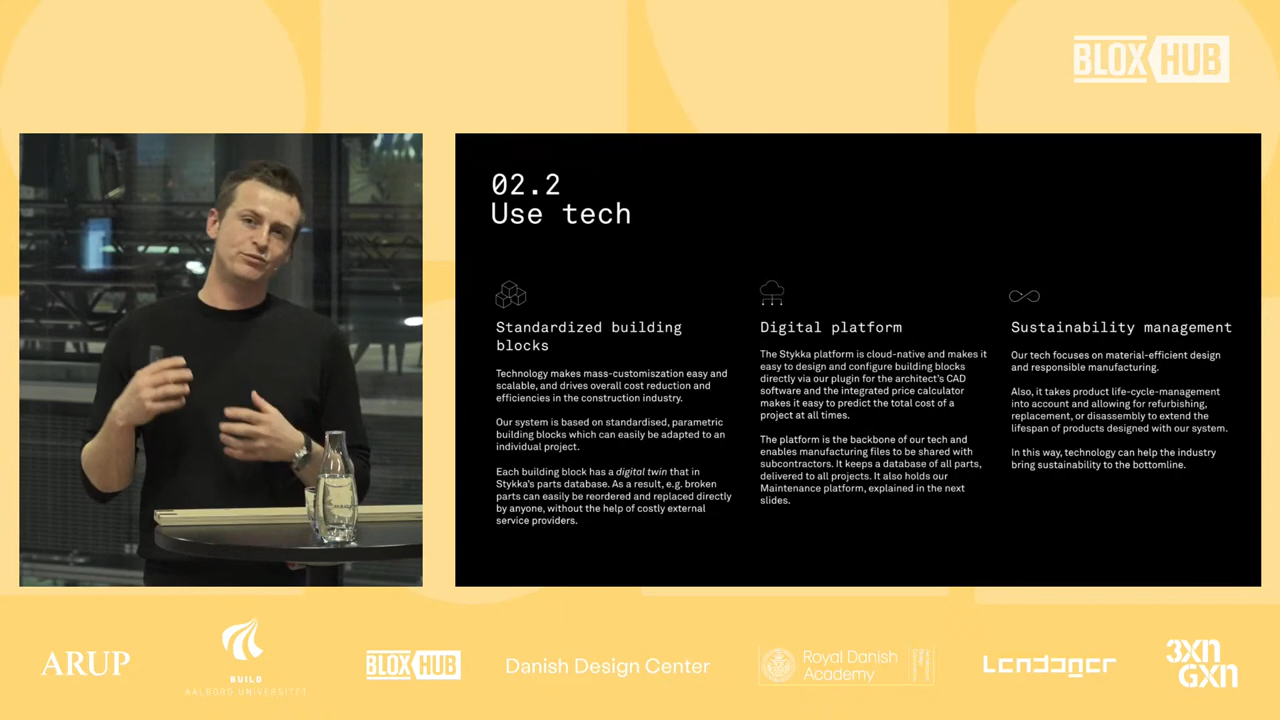 BLOXHUB
02.2
Use tech
Standardized building
blocks
Technology makes mass-customiszation easy and
scalable, and drives overall cost reduction and
efficiencies in the construction industry.
Our system is based on standardised, parametric
building blocks which can easily be adapted to an
individual project.
Each building block has a digital twin that in
Stykka's parts database. As a result, e.g. broken
parts can easily be reordered and replaced directly
by anyone, without the help of costly external
service providers.
Digital platform
The Stykka platform is cloud-native and makes it
easy to design and configure building blocks
directly via our plugin for the architect's CAD
software and the integrated price calculator
makes it easy to predict the total cost of a
project at all times.
The platform is the backbone of our tech and
enables manufacturing files to be shared with
subcontractors. It keeps a database of all parts,
delivered to all projects. It also holds our
Maintenance platform, explained in the next
slides.
Sustainability management
Our tech focuses on material-efficient design
and responsible manufacturing.
Also, it takes product life-cycle-management
into account and allowing for refurbishing,
replacement, or disassembly to extend the
lifespan of products designed with our system.
In this way, technology can help the industry
bring sustainability to the bottomline.
ARUP
BUILD
AALBORG UNIVERSITET
BLOXHUB
Danish Design Center
Royal Danish
Academy
Lendager
3XN
GXN